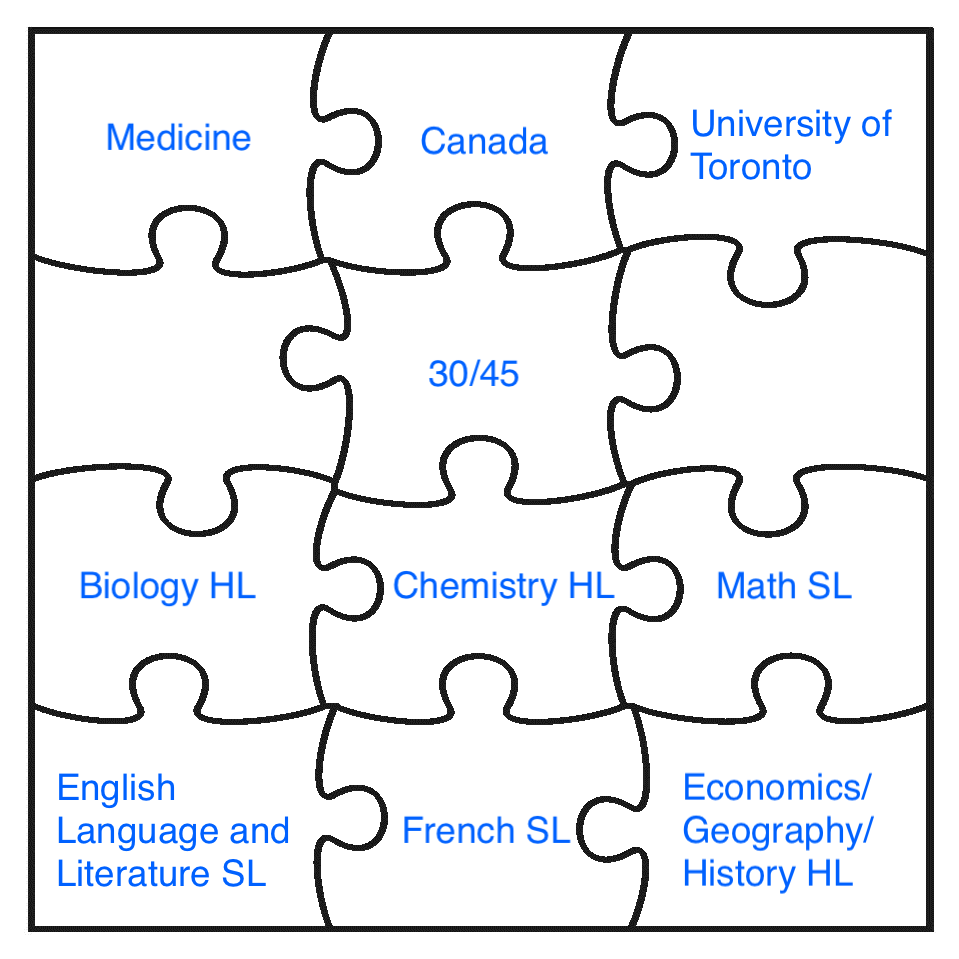 Medicine
Canada
University of
Toronto
30/45
Biology HL
Chemistry HL
Math SL
English
Language and
Literature SL
French SL
Economics/
Geography/
History HL